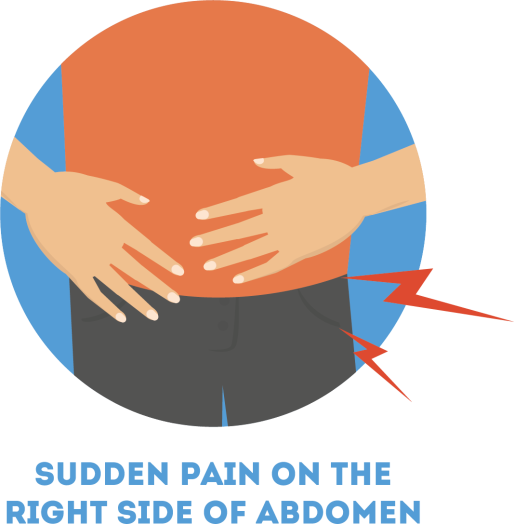 SUDDEN PAIN ON THE
RIGHT SIDE OF ABDOMEN